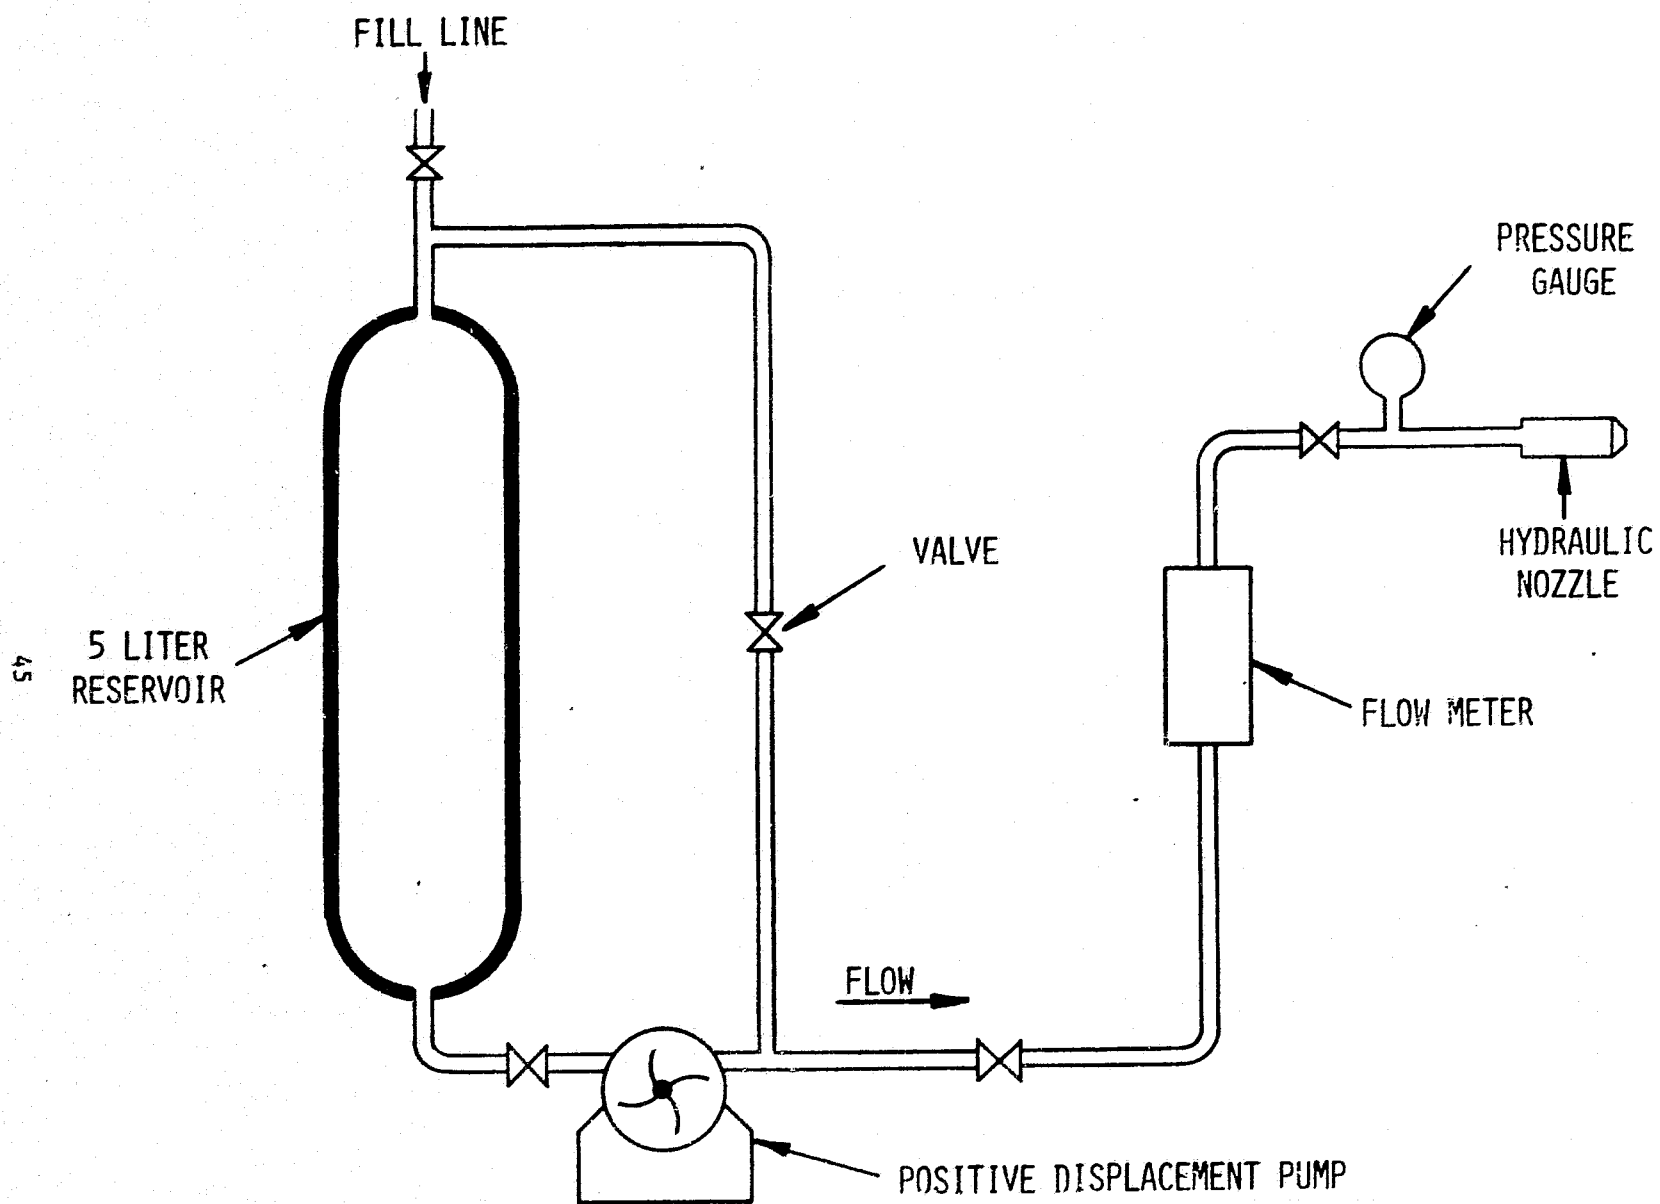 FILL LINE
PRESSURE
GAUGE
HYDRAULIC
NOZZLE
VALVE
5 LITER
RESERVOIR
FLOW METER
FLOW
POSITIVE DISPLACEMENT PUMP
45